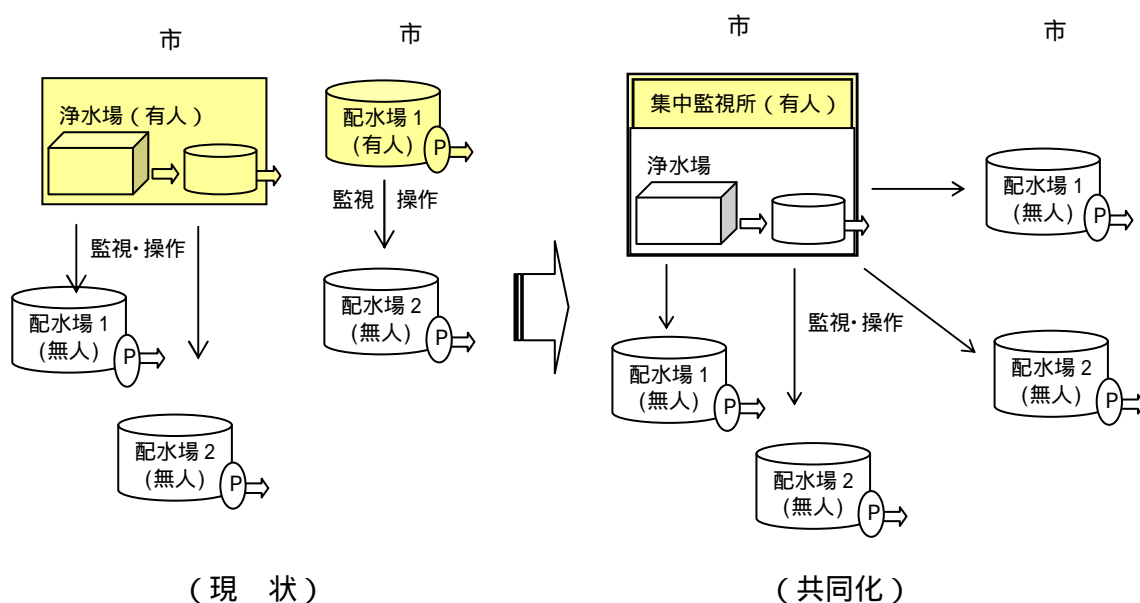 市
市
浄水場（有人）
配水場１
(有人)
P
監視
操作
監視・操作
配水場１
(無人)
P
配水場２
(無人)
P
配水場２
(無人)
P
（現　状）
市
市
集中監視所（有人）
浄水場
配水場１
(無人)
P
監視・操作
配水場１
(無人)
P
配水場２
(無人)
P
配水場２
(無人)
P
（共同化）